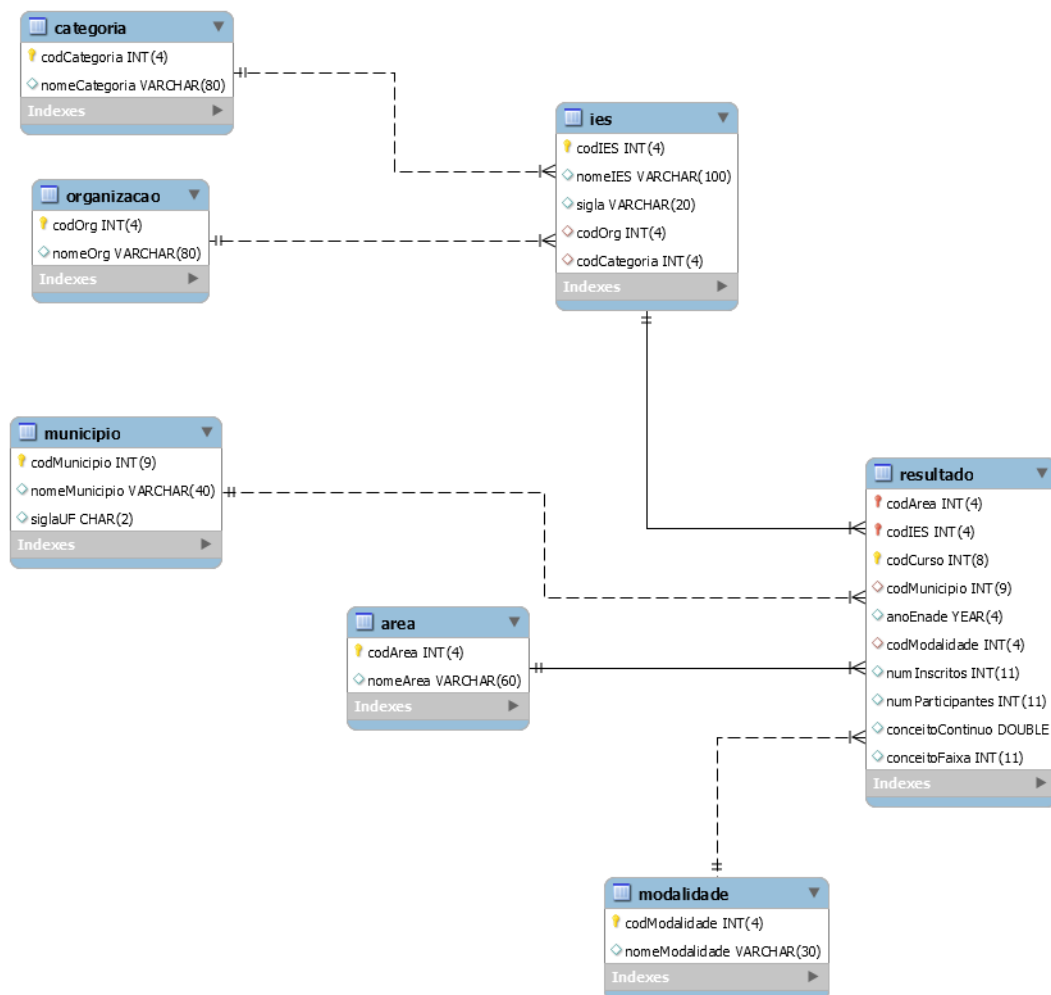 categoria
codCategoria INT(4)
nomeCategoria VARCHAR(80)
Indexes
organizacao
codOrg INT(4)
nomeOrg VARCHAR(80)
Indexes
ies
codIES INT(4)
nomeIES VARCHAR(100)
sigla VARCHAR(20)
codOrg INT(4)
codCategoria INT(4)
Indexes
municipio
codMunicipio INT(9)
nomeMunicipio VARCHAR(40)
siglaUF CHAR(2)
Indexes
area
codArea INT(4)
nomeArea VARCHAR(60)
Indexes
resultado
codArea INT(4)
codIES INT(4)
codCurso INT(8)
codMunicipio INT(9)
anoEnade YEAR(4)
codModalidade INT(4)
numInscritos INT(11)
numParticipantes INT(11)
conceitoContinuo DOUBLE
conceitoFaixa INT(11)
Indexes
modalidade
codModalidade INT(4)
nomeModalidade VARCHAR(30)
Indexes